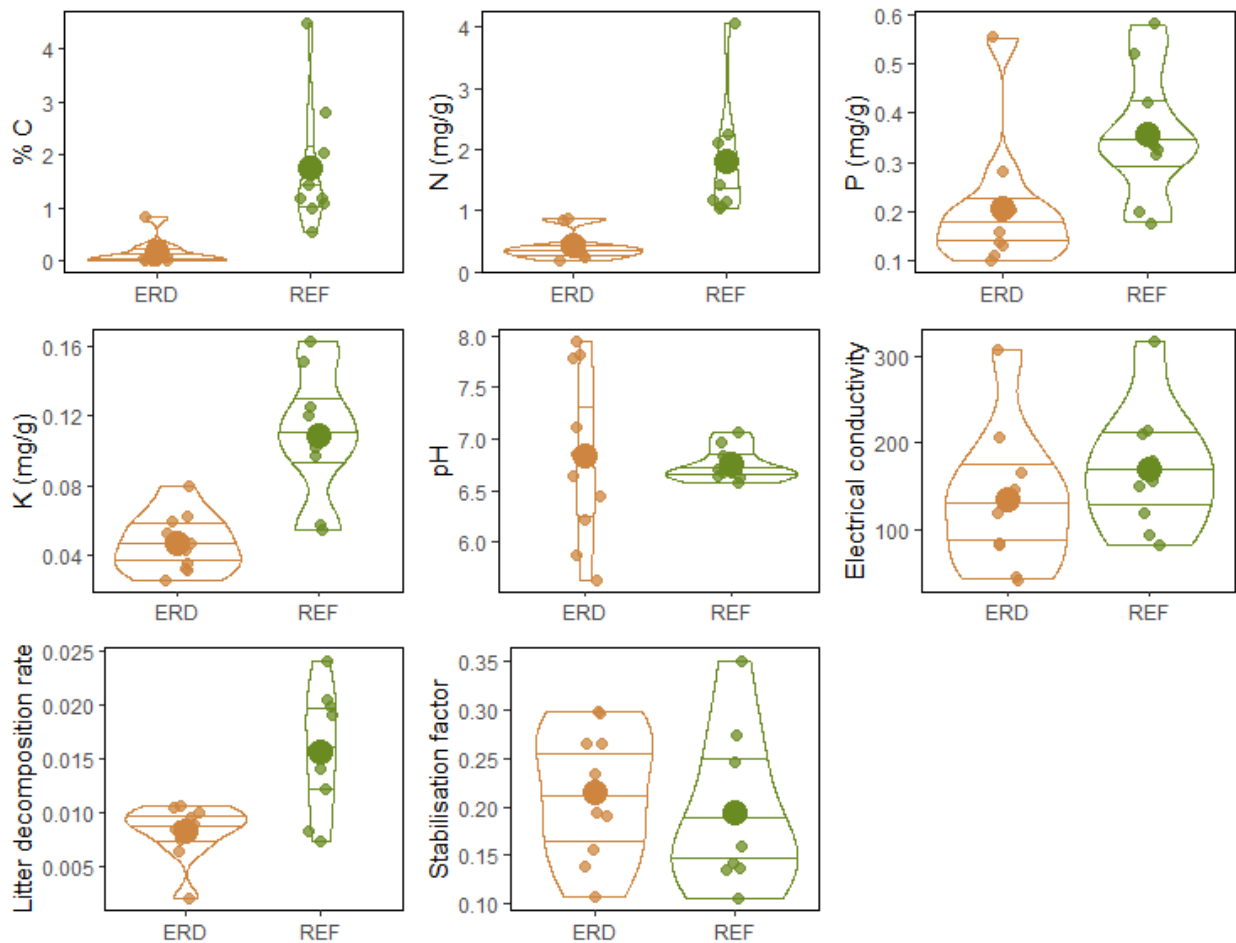 % C
4
3
2
1
0
ERD
REF
N (mg/g)
4
3
2
1
0
ERD
REF
P (mg/g)
0.6
0.5
0.4
0.3
0.2
0.1
ERD
REF
K (mg/g)
0.16
0.12
0.08
0.04
ERD
REF
pH
8.0
7.5
7.0
6.5
6.0
ERD
REF
Electrical conductivity
300
200
100
ERD
REF
Litter decomposition rate
0.025
0.020
0.015
0.010
0.005
ERD
REF
Stabilisation factor
0.35
0.30
0.25
0.20
0.15
0.10
ERD
REF